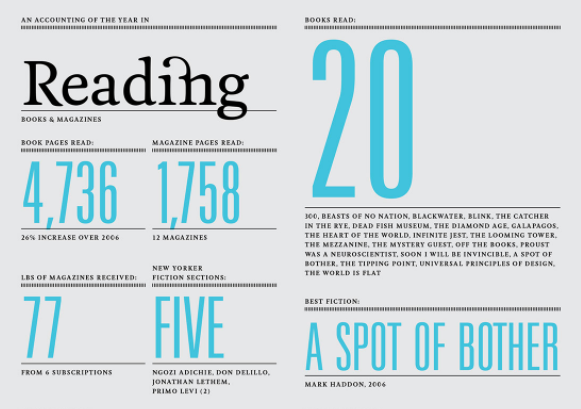 AN ACCOUNTING OF THE YEAR IN
Reading
BOOKS & MAGAZINES
BOOK PAGES READ:
4,736
26% INCREASE OVER 2006
MAGAZINE PAGES READ:
1,758
12 MAGAZINES
LBS OF MAGAZINES RECEIVED:
77
FROM 6 SUBSCRIPTIONS
NEW YORKER
FICTION SECTIONS:
FIVE
NGOZI ADICHIE, DON DELILLO,
JONATHAN LETHEM,
PRIMO LEVI (2)
BOOKS READ:
20
300, BEASTS OF NO NATION, BLACKWATER, BLINK, THE CATCHER
IN THE RYE, DEAD FISH MUSEUM, THE DIAMOND AGE, GALAPAGOS,
THE HEART OF THE WORLD, INFINITE JEST, THE LOOMING TOWER,
THE MEZZANINE, THE MYSTERY GUEST, OFF THE BOOKS, PROUST
WAS A NEUROSCIENTIST, SOON I WILL BE INVINCIBLE, A SPOT OF
BOTHER, THE TIPPING POINT, UNIVERSAL PRINCIPLES OF DESIGN,
THE WORLD IS FLAT
BEST FICTION:
A SPOT OF BOTHER
MARK HADDON, 2006